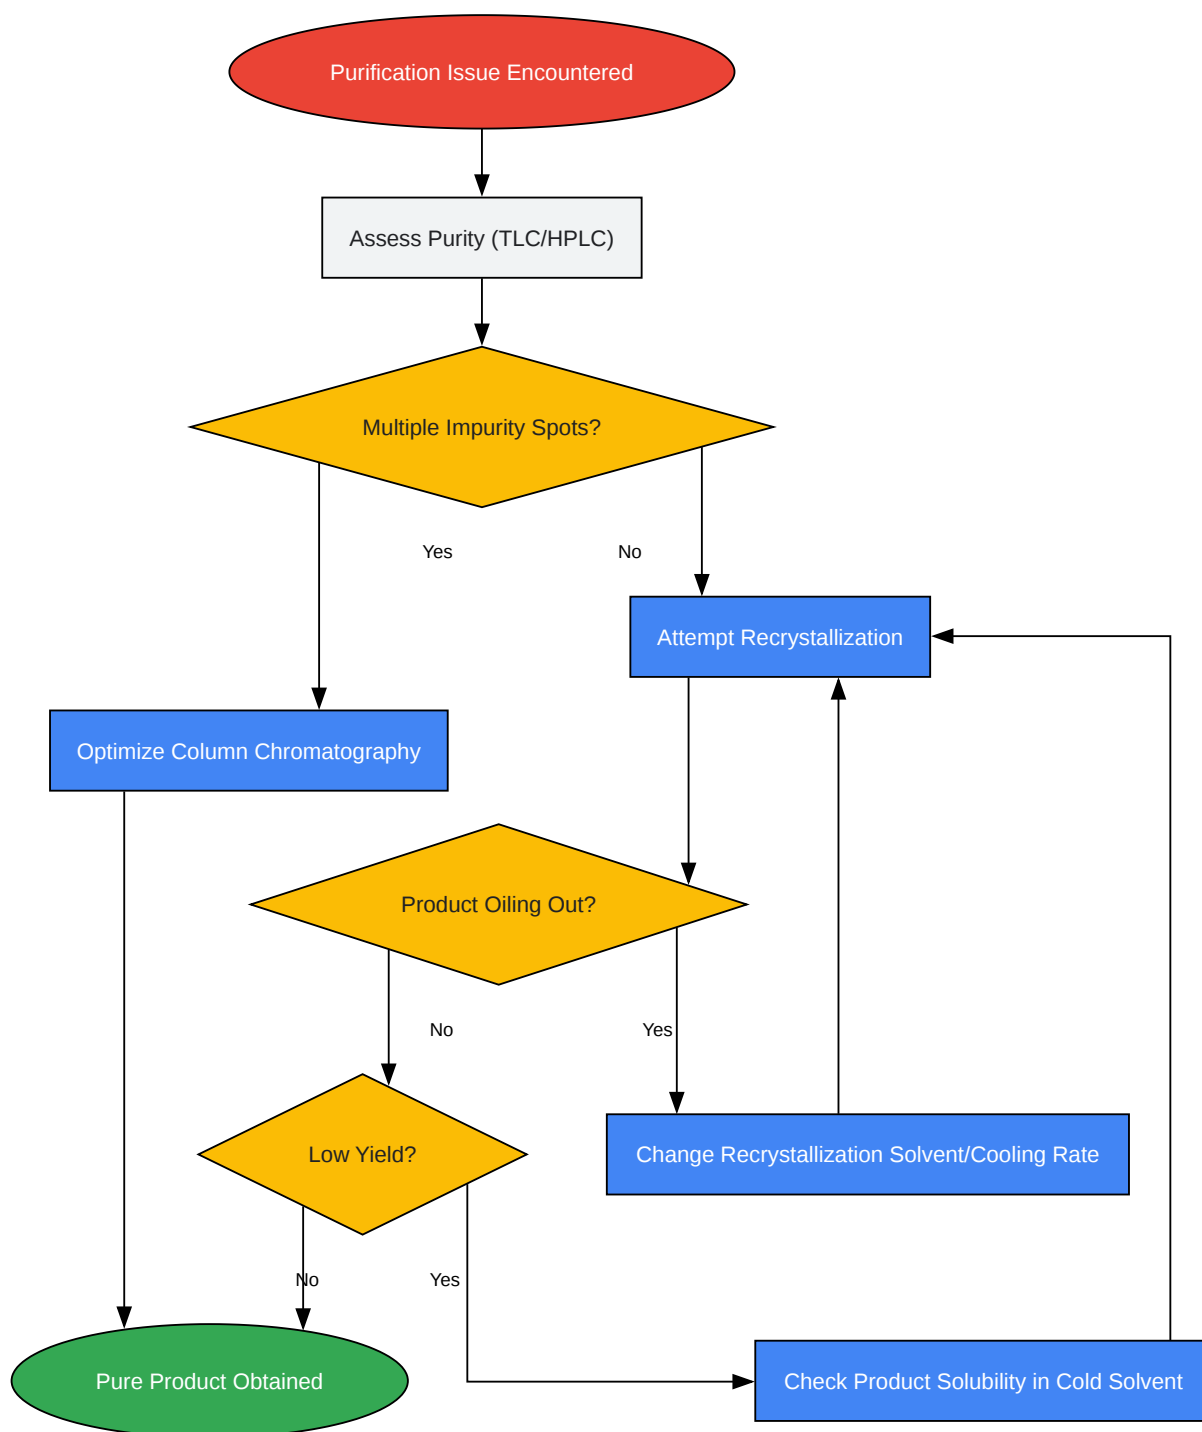 Purification Issue Encountered
Assess Purity (TLC/HPLC)
Multiple Impurity Spots?
Yes
No
Attempt Recrystallization
Optimize Column Chromatography
Product Oiling Out?
No
Yes
Low Yield?
Change Recrystallization Solvent/Cooling Rate
No
Yes
Pure Product Obtained
Check Product Solubility in Cold Solvent